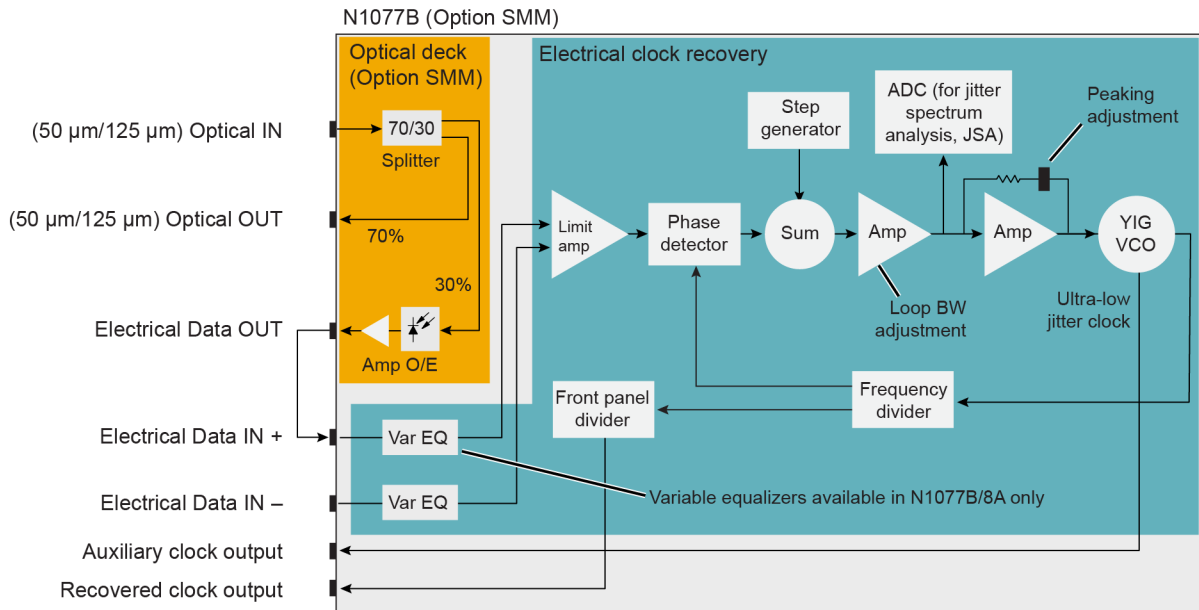 N1077B (Option SMM)
Optical deck
(Option SMM)
Electrical clock recovery
(50 µm/125 µm) Optical IN
70/30
Splitter
(50 µm/125 µm) Optical OUT
70%
30%
Electrical Data OUT
Amp O/E
Step
generator
ADC (for jitter
spectrum
analysis, JSA)
Peaking
adjustment
Limit
amp
Phase
detector
Sum
Amp
Amp
YIG
VCO
Loop BW
adjustment
Ultra-low
jitter clock
Front panel
divider
Frequency
divider
Electrical Data IN +
Var EQ
Electrical Data IN –
Var EQ
Variable equalizers available in N1077B/8A only
Auxiliary clock output
Recovered clock output